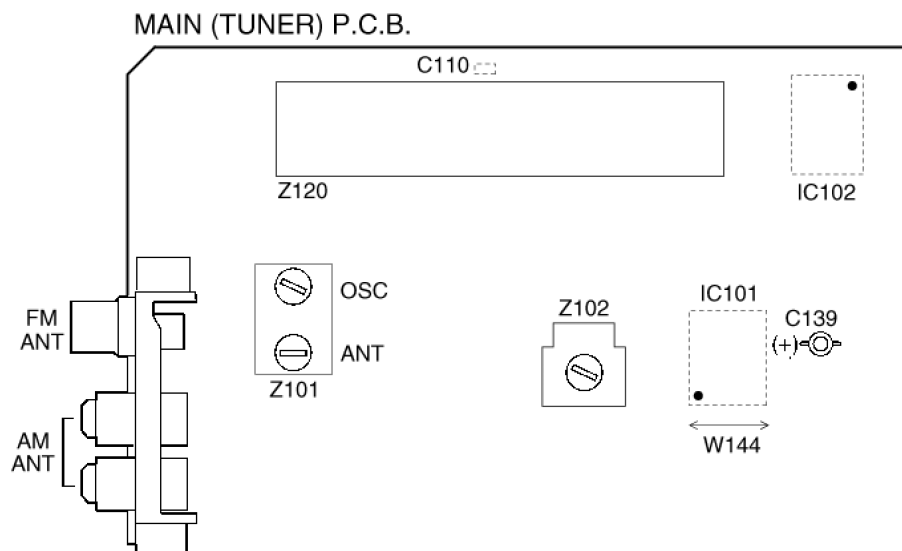 MAIN (TUNER) P.C.B.
C110
Z120
IC102
FM
ANT
OSC
ANT
Z101
Z102
IC101
C139
(+)
AM
ANT
W144